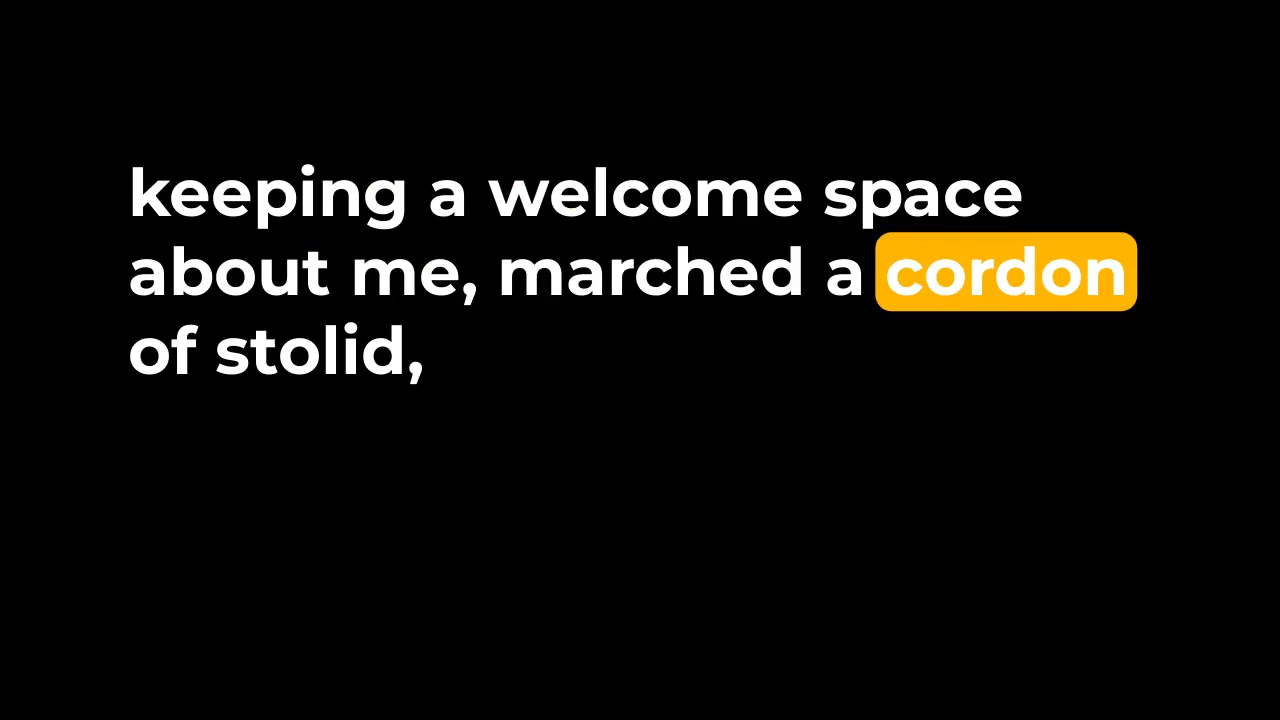 keeping a welcome space
about me, marched a cordon
of stolid,